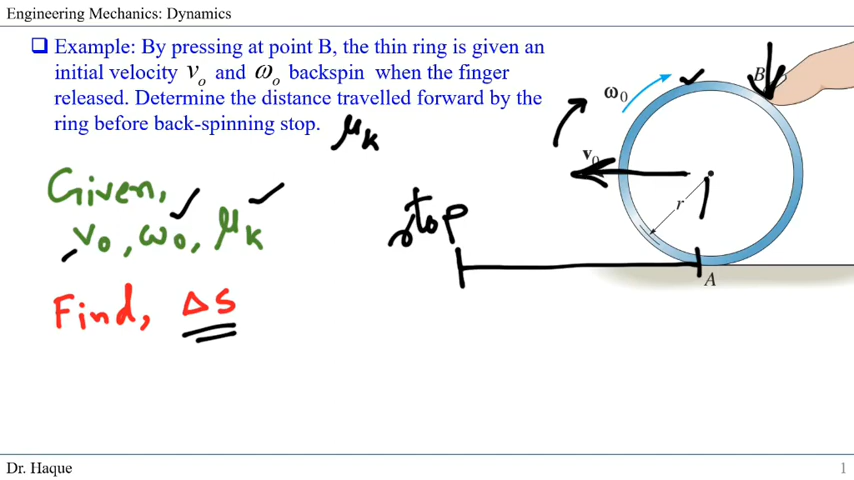 Engineering Mechanics: Dynamics
Example: By pressing at point B, the thin ring is given an
initial velocity v₀ and ω₀ backspin when the finger
released. Determine the distance travelled forward by the
ring before back-spinning stop. μk
Given,
v₀, ω₀, μk
Find, Δs
stop
ω₀
B
v₀
r
A
Dr. Haque
1